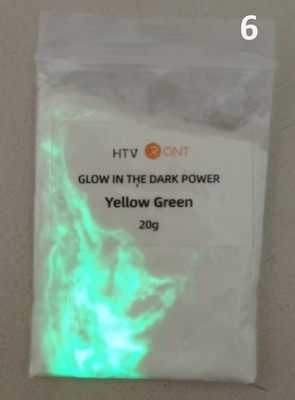 6
HTV RONT
GLOW IN THE DARK POWER
Yellow Green
20g